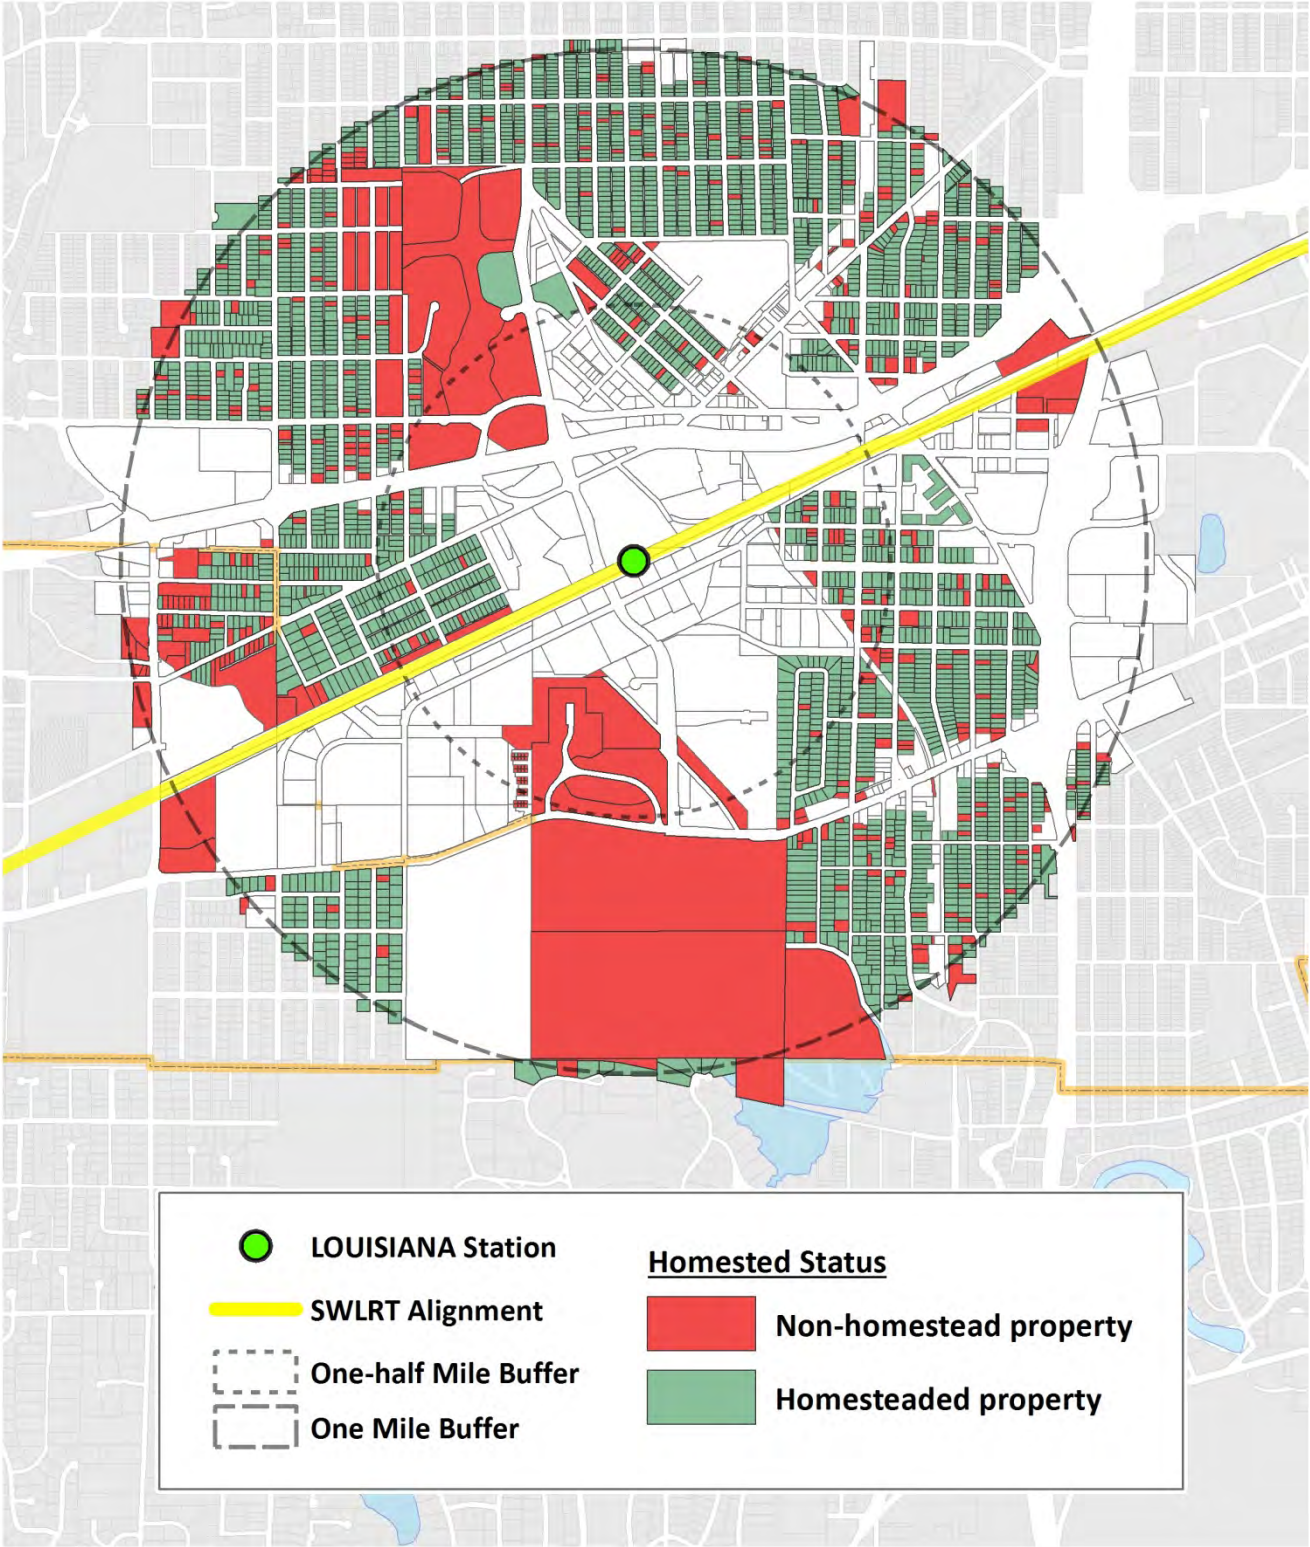 LOUISIANA Station
SWLRT Alignment
One-half Mile Buffer
One Mile Buffer
Homested Status
Non-homestead property
Homesteaded property